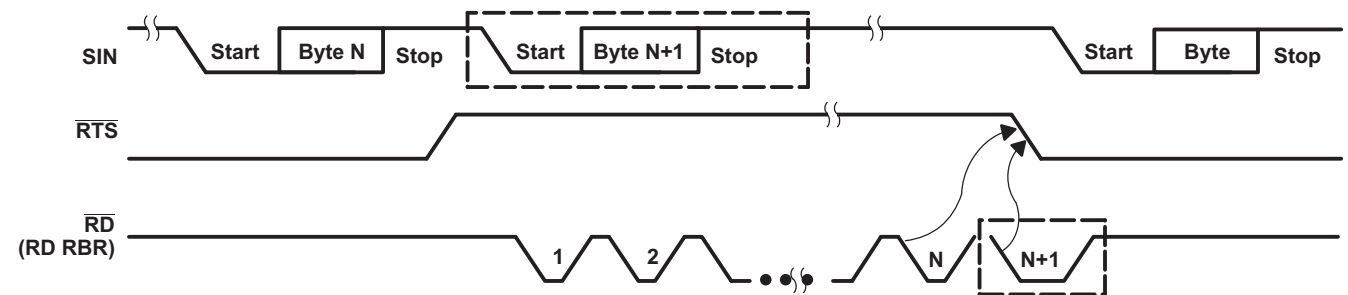 SIN Start Byte N Stop Start Byte N+1 Stop Start Byte Stop
RTS
RD
(RD RBR)
1 2 N N+1